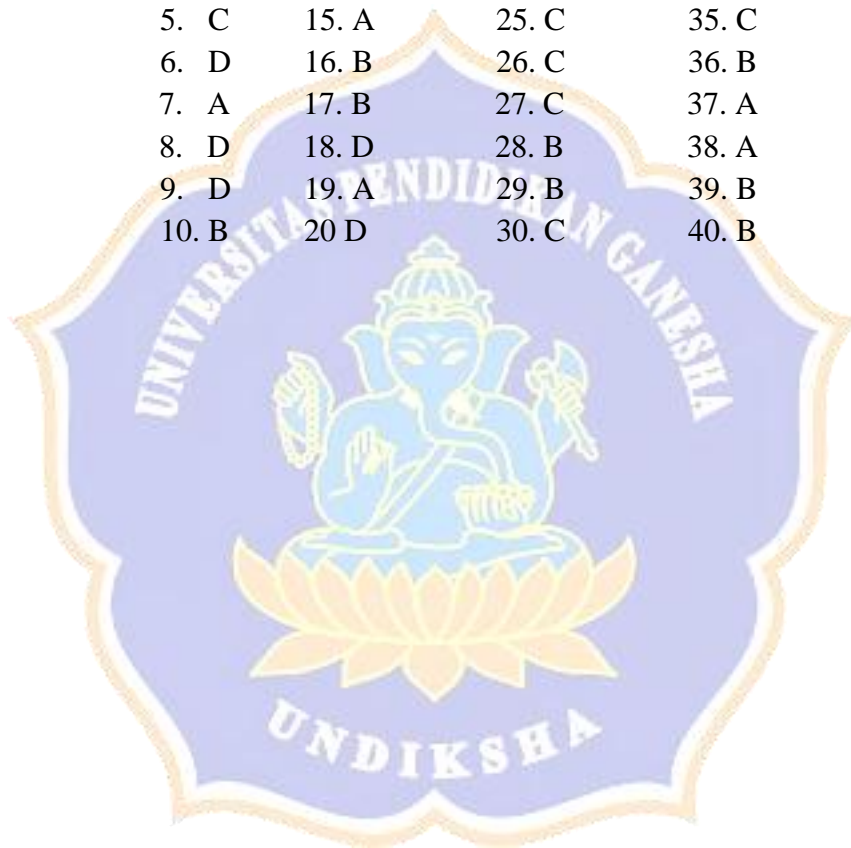 5. C 15. A 25. C 35. C
6. D 16. B 26. C 36. B
7. A 17. B 27. C 37. A
8. D 18. D 28. B 38. A
9. D 19. A 29. B 39. B
10. B 20 D 30. C 40. B
UNIVERSITAS PENDIDIKAN GANESHA
UNDIKSHA